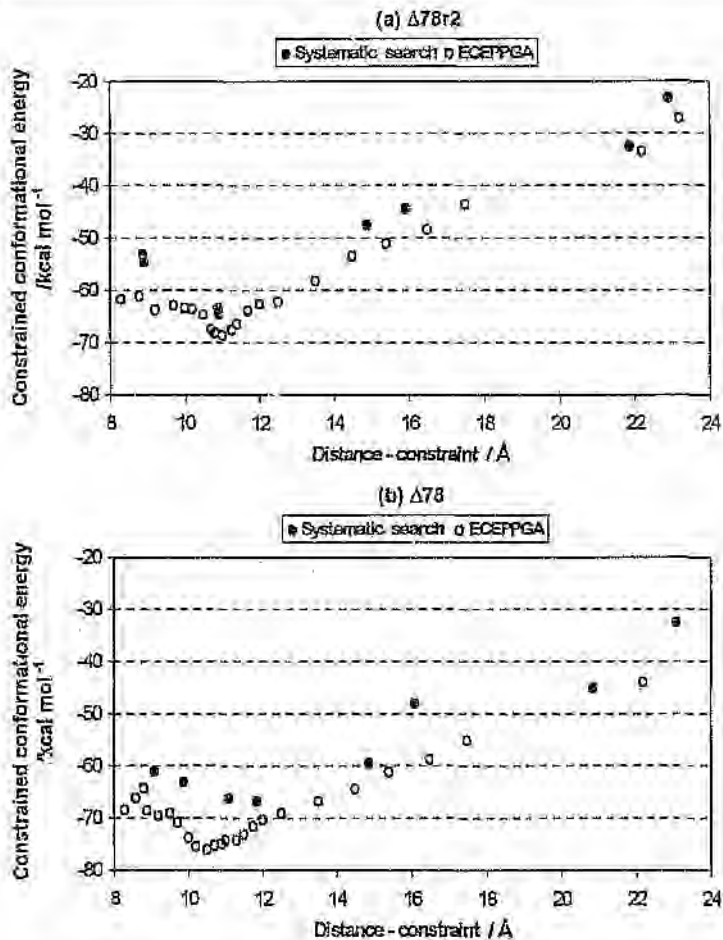 (a) Δ78r2
Systematic search ECEPPGA
Constrained conformational energy
/kcal mol⁻¹
-20
-30
-40
-50
-60
-70
-80
8 10 12 14 16 18 20 22 24
Distance-constraint / Å
(b) Δ78
Systematic search ECEPPGA
Constrained conformational energy
/kcal mol⁻¹
-20
-30
-40
-50
-60
-70
-80
8 10 12 14 16 18 20 22 24
Distance-constraint / Å